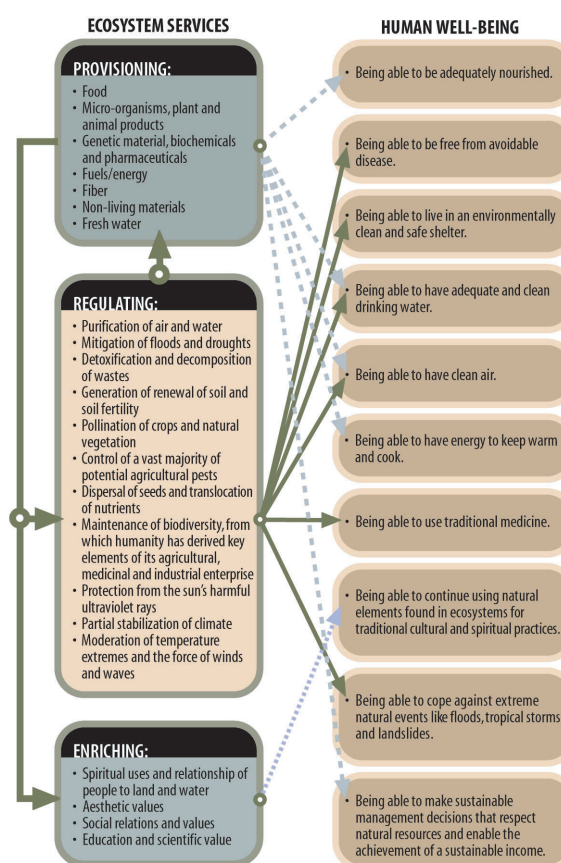 ECOSYSTEM SERVICES
PROVISIONING:
• Food
• Micro-organisms, plant and
animal products
• Genetic material, biochemicals
and pharmaceuticals
• Fuels/energy
• Fiber
• Non-living materials
• Fresh water
REGULATING:
• Purification of air and water
• Mitigation of floods and droughts
• Detoxification and decomposition
of wastes
• Generation of renewal of soil and
soil fertility
• Pollination of crops and natural
vegetation
• Control of a vast majority of
potential agricultural pests
• Dispersal of seeds and translocation
of nutrients
• Maintenance of biodiversity, from
which humanity has derived key
elements of its agricultural,
medicinal and industrial enterprise
• Protection from the sun's harmful
ultraviolet rays
• Partial stabilization of climate
• Moderation of temperature
extremes and the force of winds
and waves
ENRICHING:
• Spiritual uses and relationship of
people to land and water
• Aesthetic values
• Social relations and values
• Education and scientific value
HUMAN WELL-BEING
• Being able to be adequately nourished.
• Being able to be free from avoidable
disease.
• Being able to live in an environmentally
clean and safe shelter.
• Being able to have adequate and clean
drinking water.
• Being able to have clean air.
• Being able to have energy to keep warm
and cook.
• Being able to use traditional medicine.
• Being able to continue using natural
elements found in ecosystems for
traditional cultural and spiritual practices.
• Being able to cope against extreme
natural events like floods, tropical storms
and landslides.
• Being able to make sustainable
management decisions that respect
natural resources and enable the
achievement of a sustainable income.